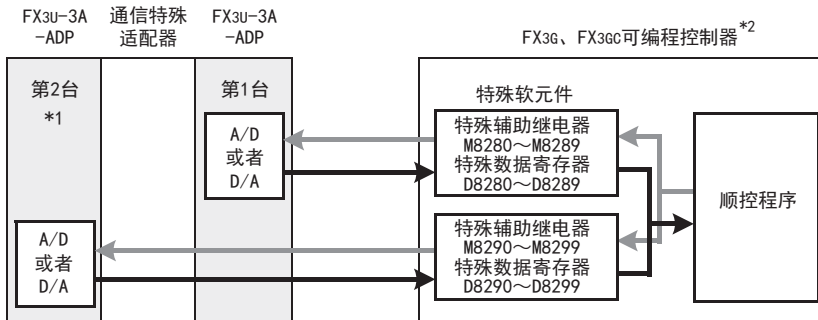 FX3U-3A
-ADP
通信特殊
适配器
FX3U-3A
-ADP
FX3G、FX3GC可编程控制器*2
第2台
*1
第1台
特殊软元件
A/D
或者
D/A
特殊辅助继电器
M8280～M8289
特殊数据寄存器
D8280～D8289
顺控程序
A/D
或者
D/A
特殊辅助继电器
M8290～M8299
特殊数据寄存器
D8290～D8299